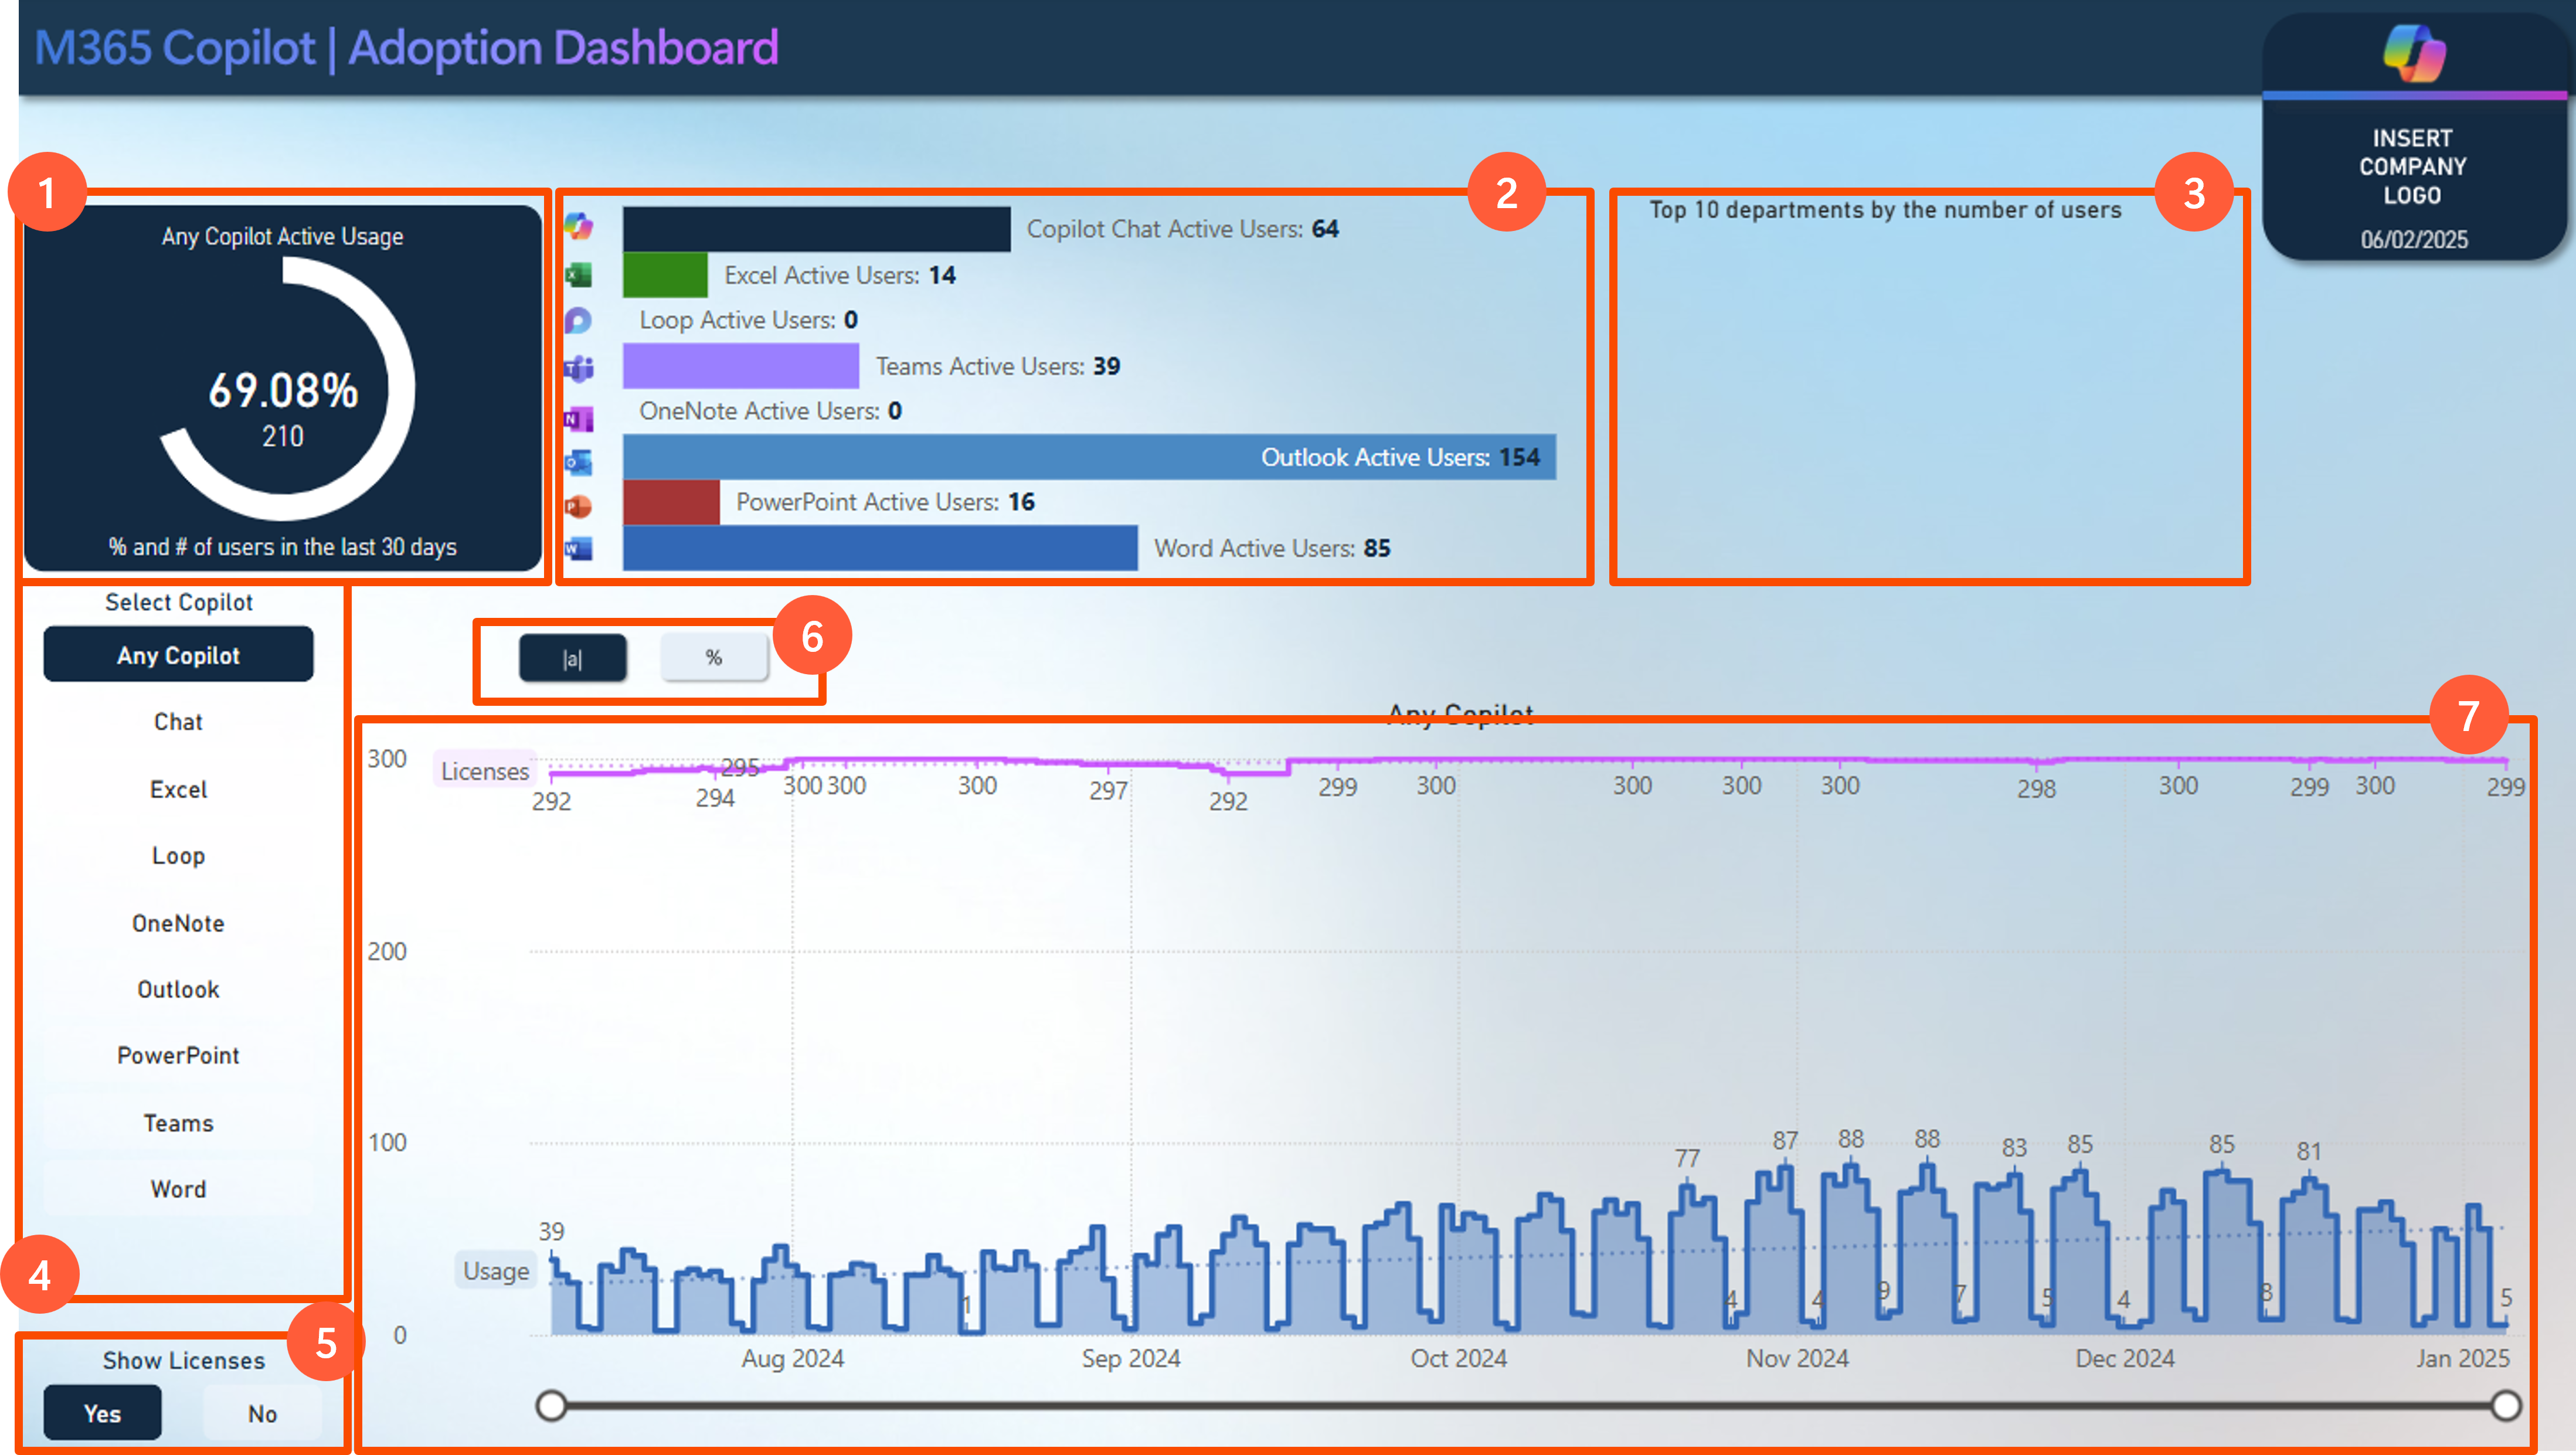 M365 Copilot | Adoption Dashboard
INSERT
COMPANY
LOGO
06/02/2025
1
Any Copilot Active Usage
69.08%
210
% and # of users in the last 30 days
2
Copilot Chat Active Users: 64
Excel Active Users: 14
Loop Active Users: 0
Teams Active Users: 39
OneNote Active Users: 0
Outlook Active Users: 154
PowerPoint Active Users: 16
Word Active Users: 85
3
Top 10 departments by the number of users
Select Copilot
Any Copilot
Chat
Excel
Loop
OneNote
Outlook
PowerPoint
Teams
Word
4
Show Licenses
5
Yes
No
|a|
%
6
Any Copilot
7
300
200
100
0
Licenses
292
294
295
300
300
300
297
292
299
300
300
300
300
298
300
299
300
299
Usage
39
1
77
4
87
4
88
9
88
7
83
5
85
4
85
8
81
5
Aug 2024
Sep 2024
Oct 2024
Nov 2024
Dec 2024
Jan 2025